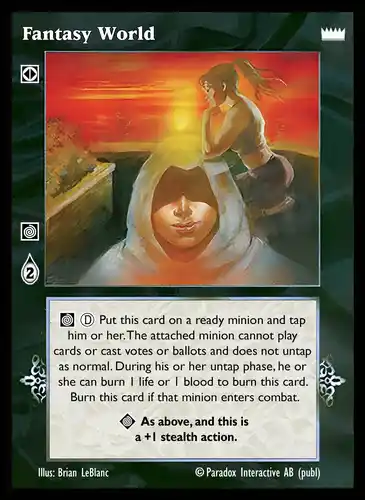 Fantasy World
2
D Put this card on a ready minion and tap
him or her.The attached minion cannot play
cards or cast votes or ballots and does not untap
as normal. During his or her untap phase, he or
she can burn 1 life or 1 blood to burn this card.
Burn this card if that minion enters combat.
As above, and this is
a +1 stealth action.
Illus: Brian LeBlanc © Paradox Interactive AB (publ)